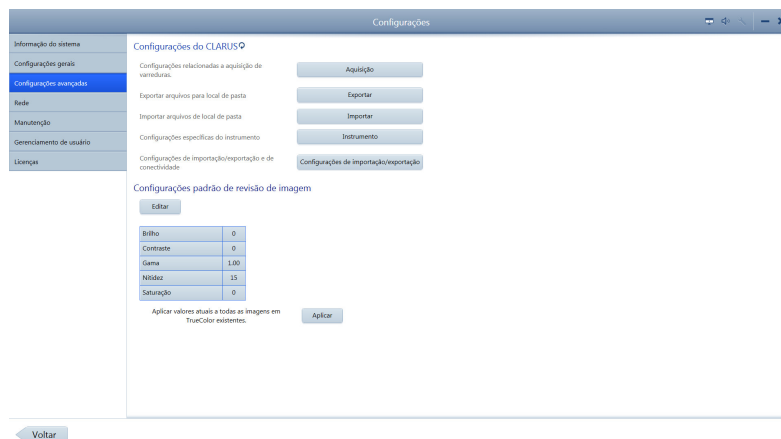 Configurações
Informação do sistema
Configurações gerais
Configurações avançadas
Rede
Manutenção
Gerenciamento de usuário
Licenças
Configurações do CLARUS
Configurações relacionadas a aquisição de
varreduras.
Aquisição
Exportar arquivos para local de pasta
Exportar
Importar arquivos de local de pasta
Importar
Configurações específicas do instrumento
Instrumento
Configurações de importação/exportação e de
conectividade
Configurações de importação/exportação
Configurações padrão de revisão de imagem
Editar
Brilho 0
Contraste 0
Gama 1.00
Nitidez 15
Saturação 0
Aplicar valores atuais a todas as imagens em
TrueColor existentes.
Aplicar
Voltar